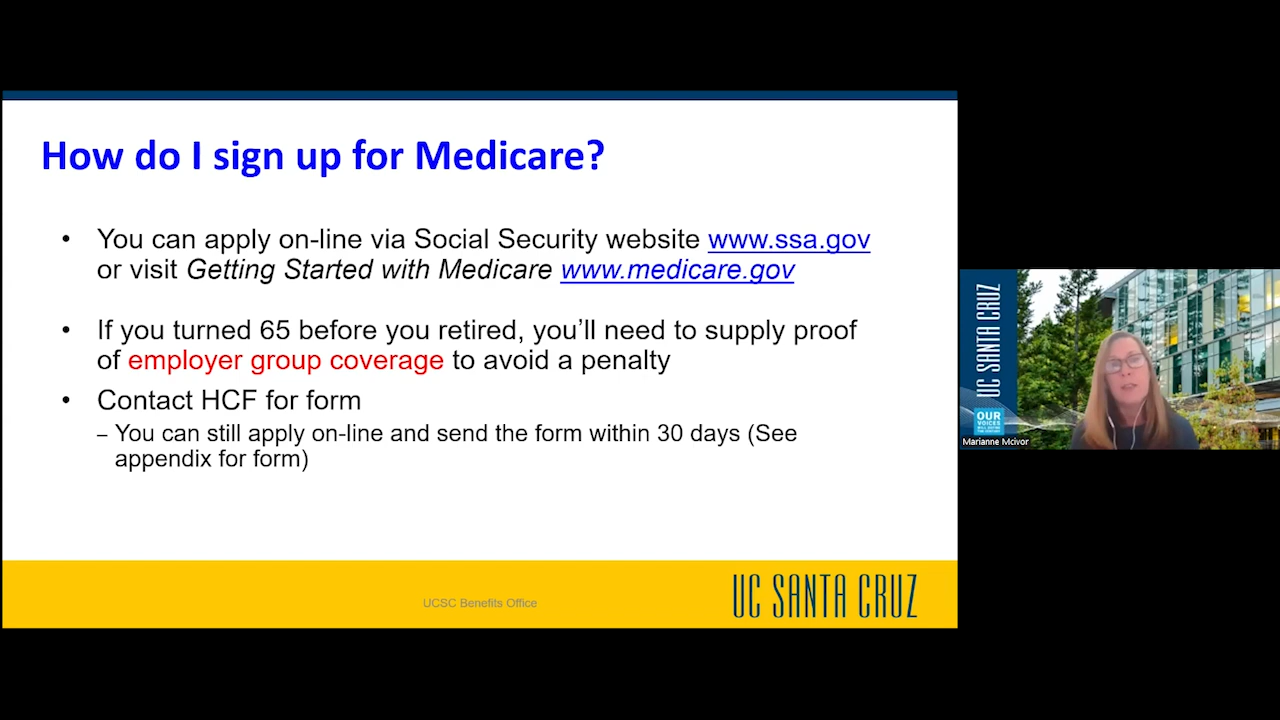 How do I sign up for Medicare?
• You can apply on-line via Social Security website www.ssa.gov
or visit Getting Started with Medicare www.medicare.gov
• If you turned 65 before you retired, you’ll need to supply proof
of employer group coverage to avoid a penalty
• Contact HCF for form
– You can still apply on-line and send the form within 30 days (See
appendix for form)
UCSC Benefits Office
UC SANTA CRUZ
UC SANTA CRUZ
OUR
VOICES
Marianne Mcivor